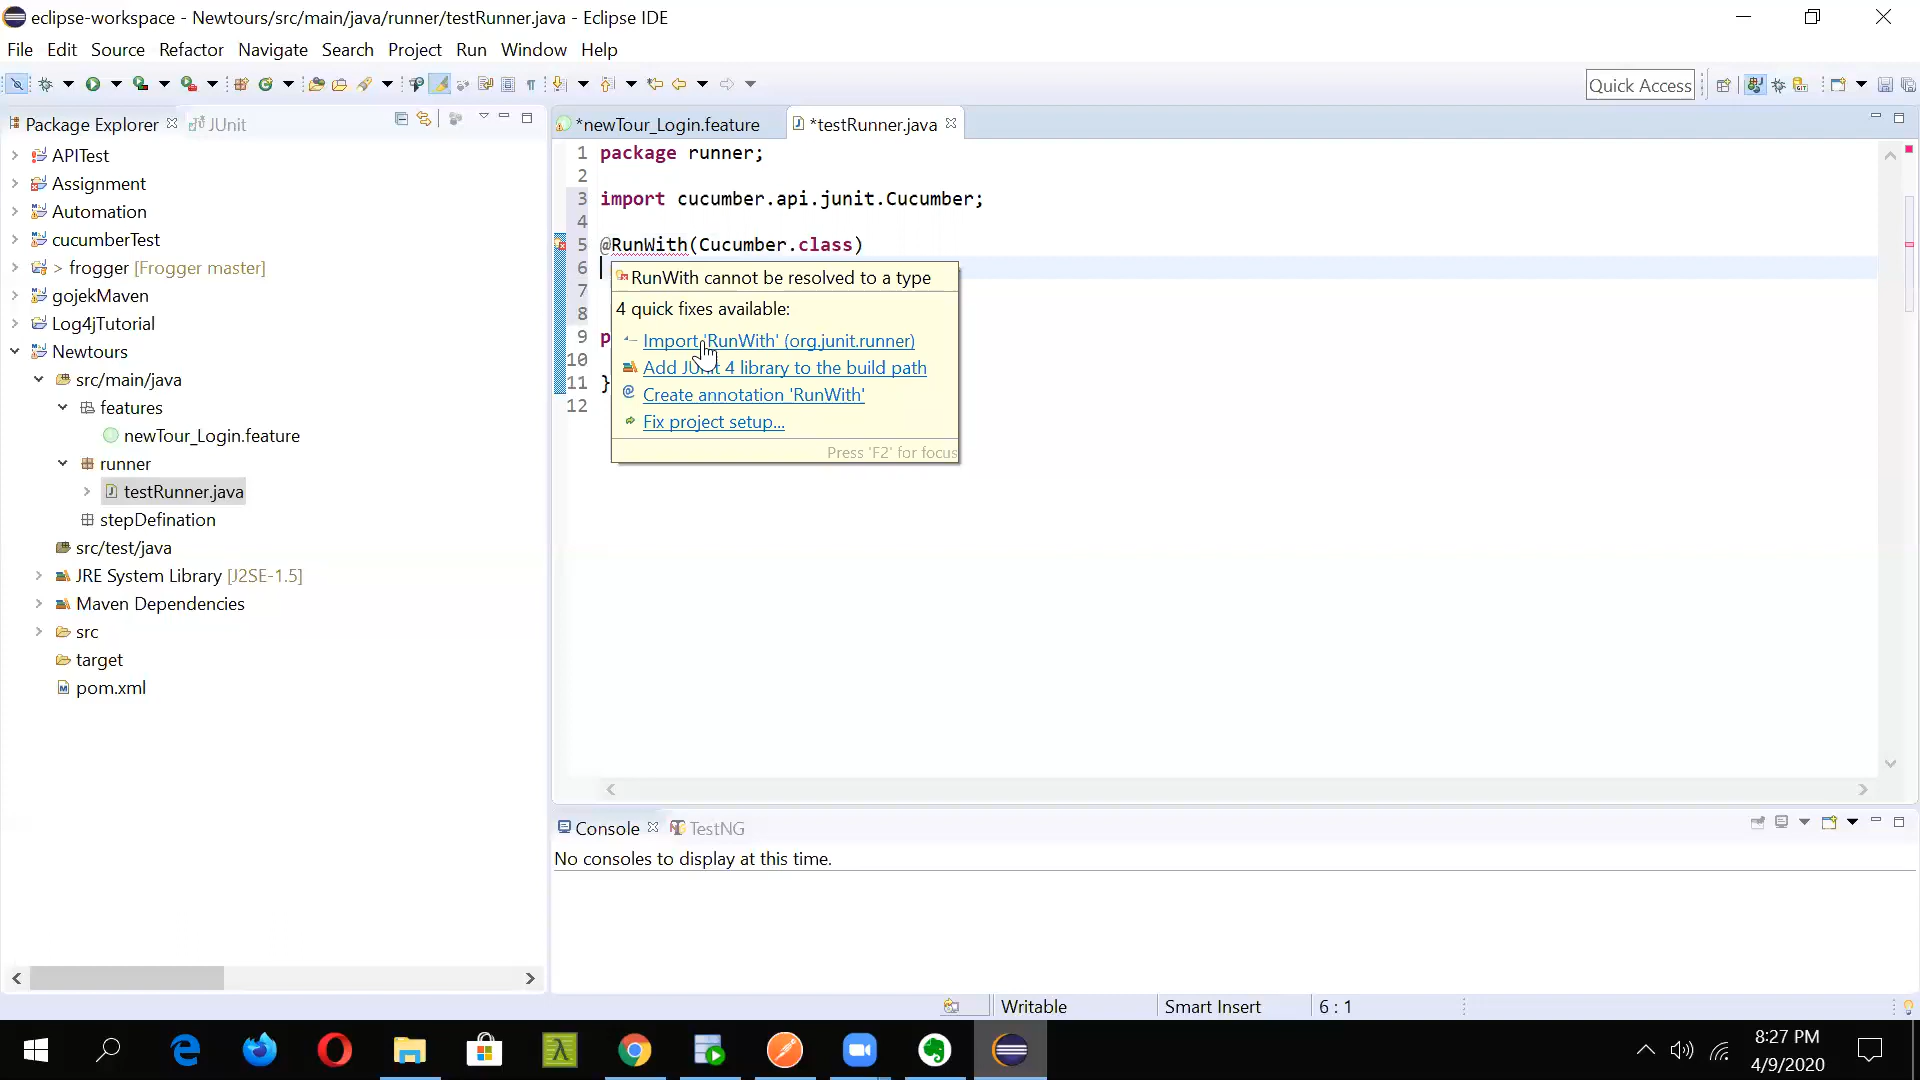 eclipse-workspace - Newtours/src/main/java/runner/testRunner.java - Eclipse IDE
File Edit Source Refactor Navigate Search Project Run Window Help
Quick Access
Package Explorer JUnit
APITest
Assignment
Automation
cucumberTest
> frogger [Frogger master]
gojekMaven
Log4jTutorial
Newtours
src/main/java
features
newTour_Login.feature
runner
testRunner.java
stepDefination
src/test/java
JRE System Library [J2SE-1.5]
Maven Dependencies
src
target
pom.xml
*newTour_Login.feature *testRunner.java
1 package runner;
2
3 import cucumber.api.junit.Cucumber;
4
5 @RunWith(Cucumber.class)
6
7
8
9 p
10
11 }
12
RunWith cannot be resolved to a type
4 quick fixes available:
Import 'RunWith' (org.junit.runner)
Add JUnit 4 library to the build path
Create annotation 'RunWith'
Fix project setup...
Press 'F2' for focus
Console TestNG
No consoles to display at this time.
Writable Smart Insert 6 : 1
8:27 PM
4/9/2020